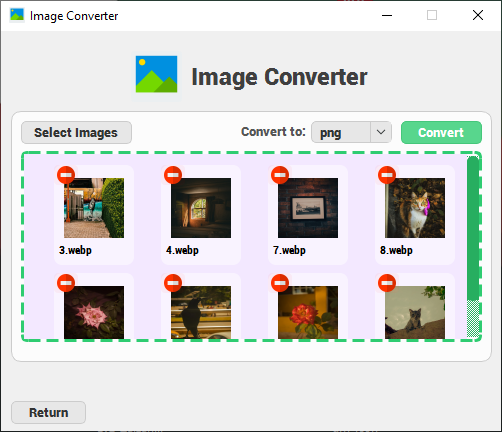 Image Converter
Image Converter
Select Images
Convert to: png
Convert
3.webp
4.webp
7.webp
8.webp
Return